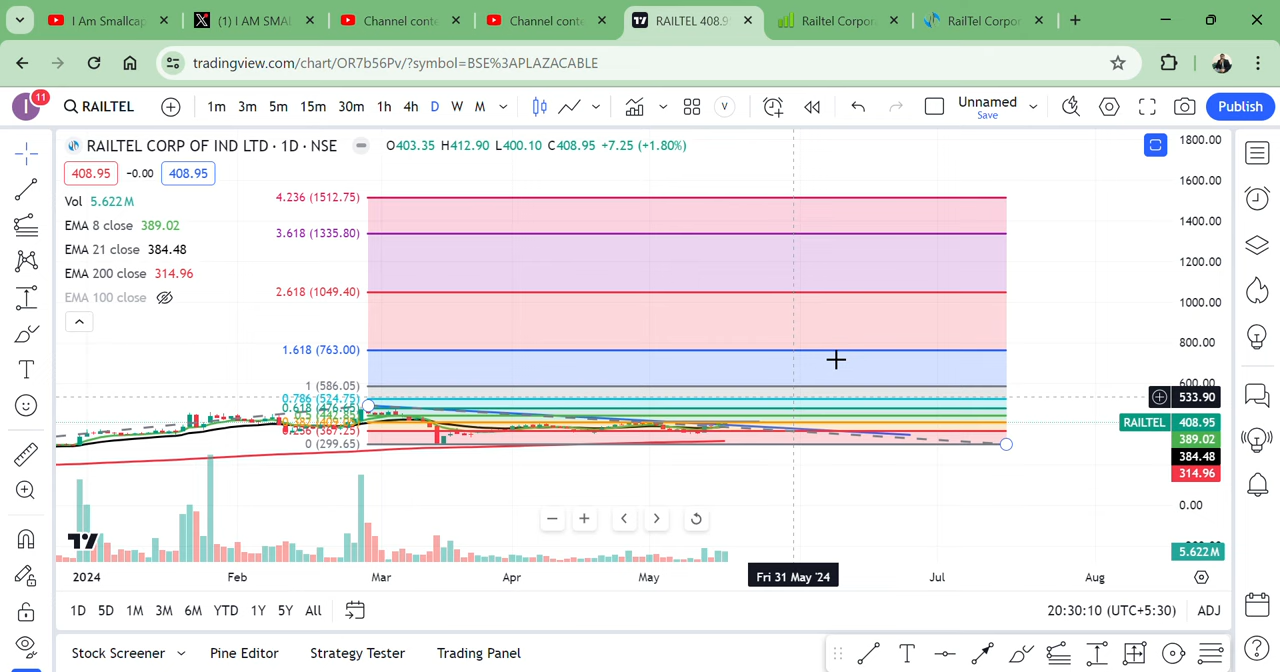 I Am Smallcap
(1) I AM SMAL
Channel conte
Channel conte
RAILTEL 408.95
Railtel Corpor
RailTel Corpor
tradingview.com/chart/OR7b56Pv/?symbol=BSE%3APLAZACABLE
I
11
RAILTEL
1m 3m 5m 15m 30m 1h 4h D W M
V
Unnamed
Save
Publish
RAILTEL CORP OF IND LTD · 1D · NSE
O403.35 H412.90 L400.10 C408.95 +7.25 (+1.80%)
408.95 -0.00 408.95
Vol 5.622M
EMA 8 close 389.02
EMA 21 close 384.48
EMA 200 close 314.96
EMA 100 close
4.236 (1512.75)
3.618 (1335.80)
2.618 (1049.40)
1.618 (763.00)
1 (586.05)
0.786 (524.75)
0 (299.65)
1800.00
1600.00
1400.00
1200.00
1000.00
800.00
600.00
533.90
RAILTEL 408.95
389.02
384.48
314.96
0.00
5.622M
2024 Feb Mar Apr May Fri 31 May '24 Jul Aug
1D 5D 1M 3M 6M YTD 1Y 5Y All
20:30:10 (UTC+5:30) ADJ
Stock Screener Pine Editor Strategy Tester Trading Panel